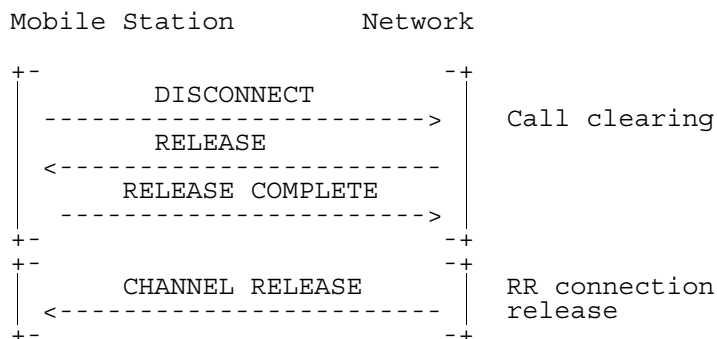 Mobile Station Network
DISCONNECT
Call clearing
RELEASE
RELEASE COMPLETE
CHANNEL RELEASE
RR connection
release